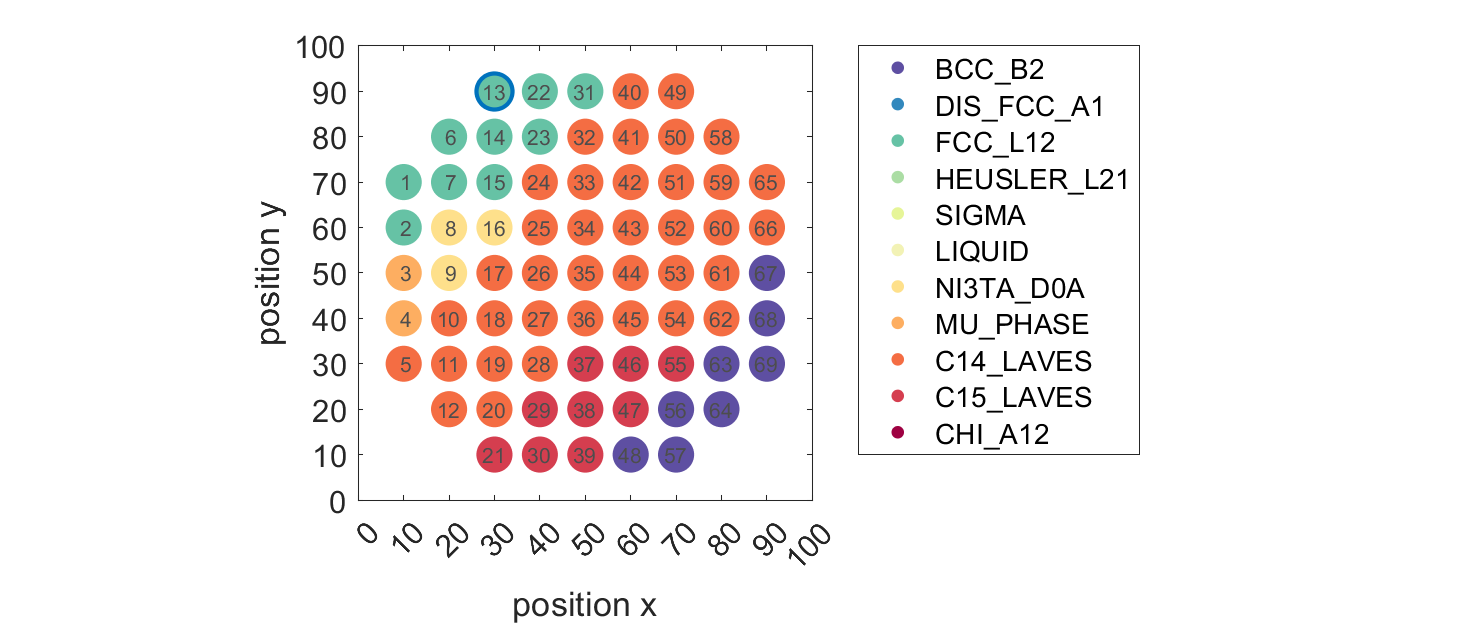 100
90
80
70
60
50
40
30
20
10
0
position y
13 22 31 40 49
6 14 23 32 41 50 58
1 7 15 24 33 42 51 59 65
2 8 16 25 34 43 52 60 66
3 9 17 26 35 44 53 61 67
4 10 18 27 36 45 54 62 68
5 11 19 28 37 46 55 63 69
12 20 29 38 47 56 64
21 30 39 48 57
0 10 20 30 40 50 60 70 80 90 100
position x
BCC_B2
DIS_FCC_A1
FCC_L12
HEUSLER_L21
SIGMA
LIQUID
NI3TA_D0A
MU_PHASE
C14_LAVES
C15_LAVES
CHI_A12